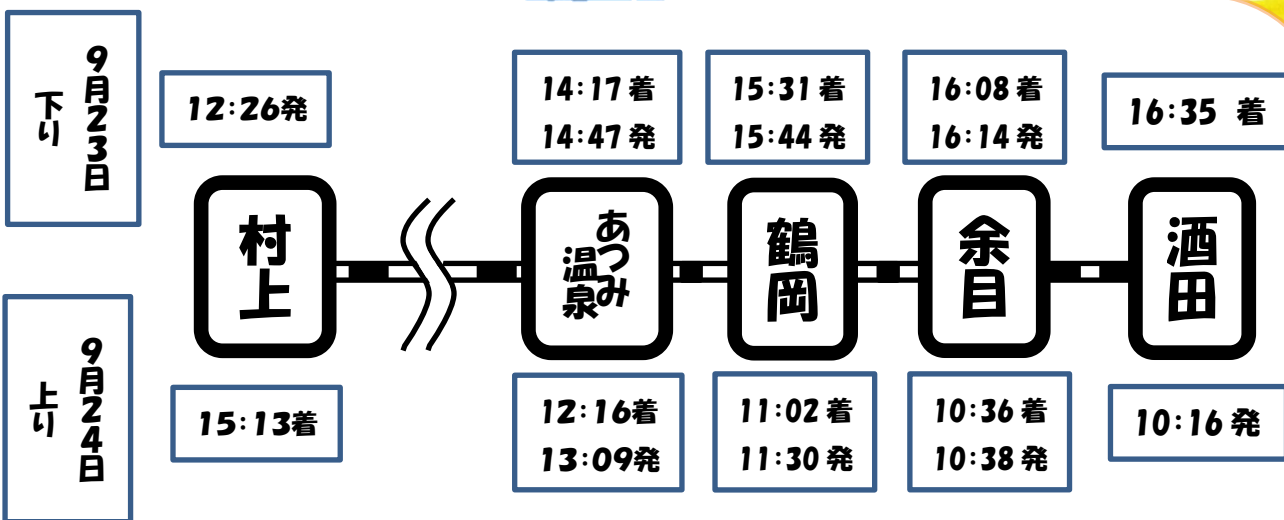 9月23日
下り
12:26発
14:17着
14:47発
15:31着
15:44発
16:08着
16:14発
16:35 着
村上
あつみ
温泉
鶴岡
余目
酒田
9月24日
上り
15:13着
12:16着
13:09発
11:02着
11:30発
10:36着
10:38発
10:16発